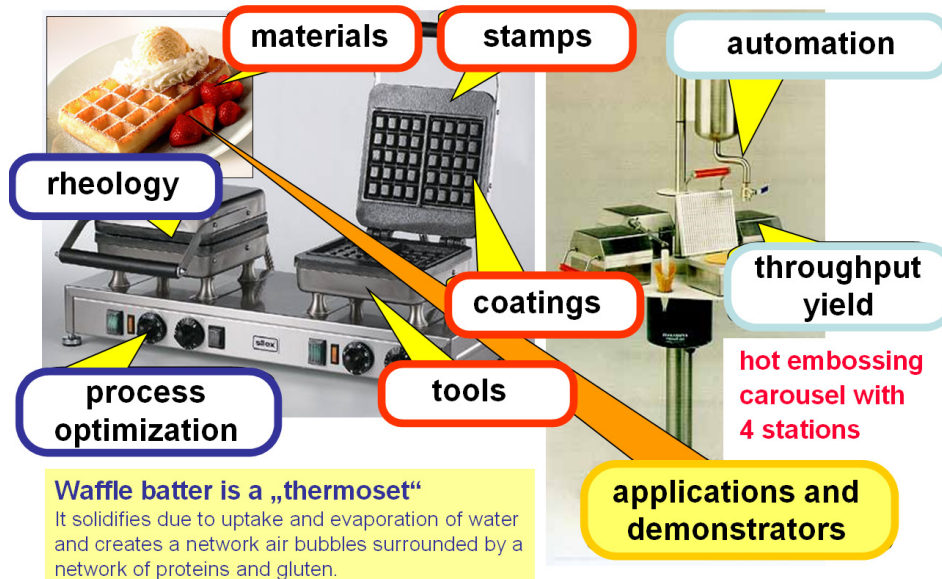 materials
stamps
automation
rheology
coatings
throughput
yield
silex
process
optimization
tools
hot embossing
carousel with
4 stations
applications and
demonstrators
Waffle batter is a „thermoset“
It solidifies due to uptake and evaporation of water
and creates a network air bubbles surrounded by a
network of proteins and gluten.